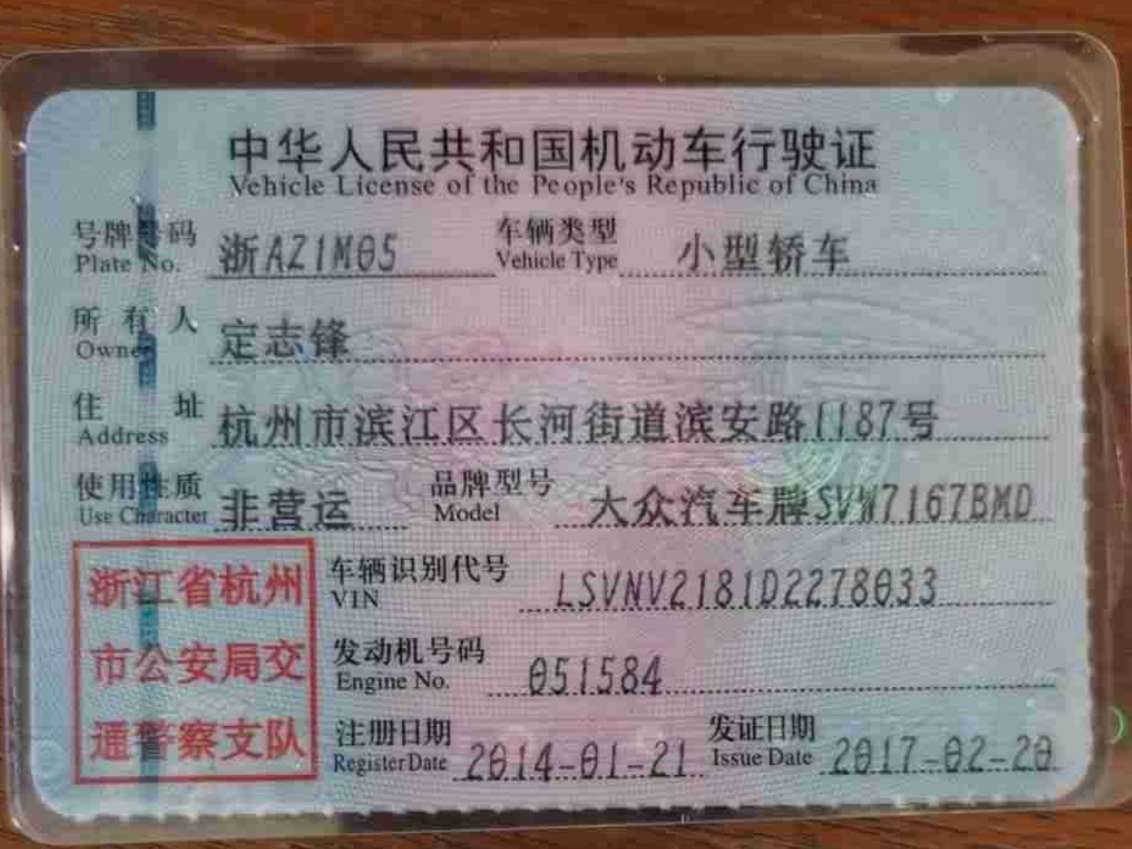 中华人民共和国机动车行驶证
Vehicle License of the People's Republic of China
号牌号码 浙AZ1M05 车辆类型 小型轿车
Plate No. Vehicle Type
所有人 定志锋
Owner
住址 杭州市滨江区长河街道滨安路1187号
Address
使用性质 非营运 品牌型号 大众汽车牌SVW7167BMD
Use Character Model
浙江省杭州 车辆识别代号 LSVNV2181D2278033
VIN
市公安局交 发动机号码 051584
Engine No.
通警察支队 注册日期 2014-01-21 发证日期 2017-02-20
Register Date Issue Date